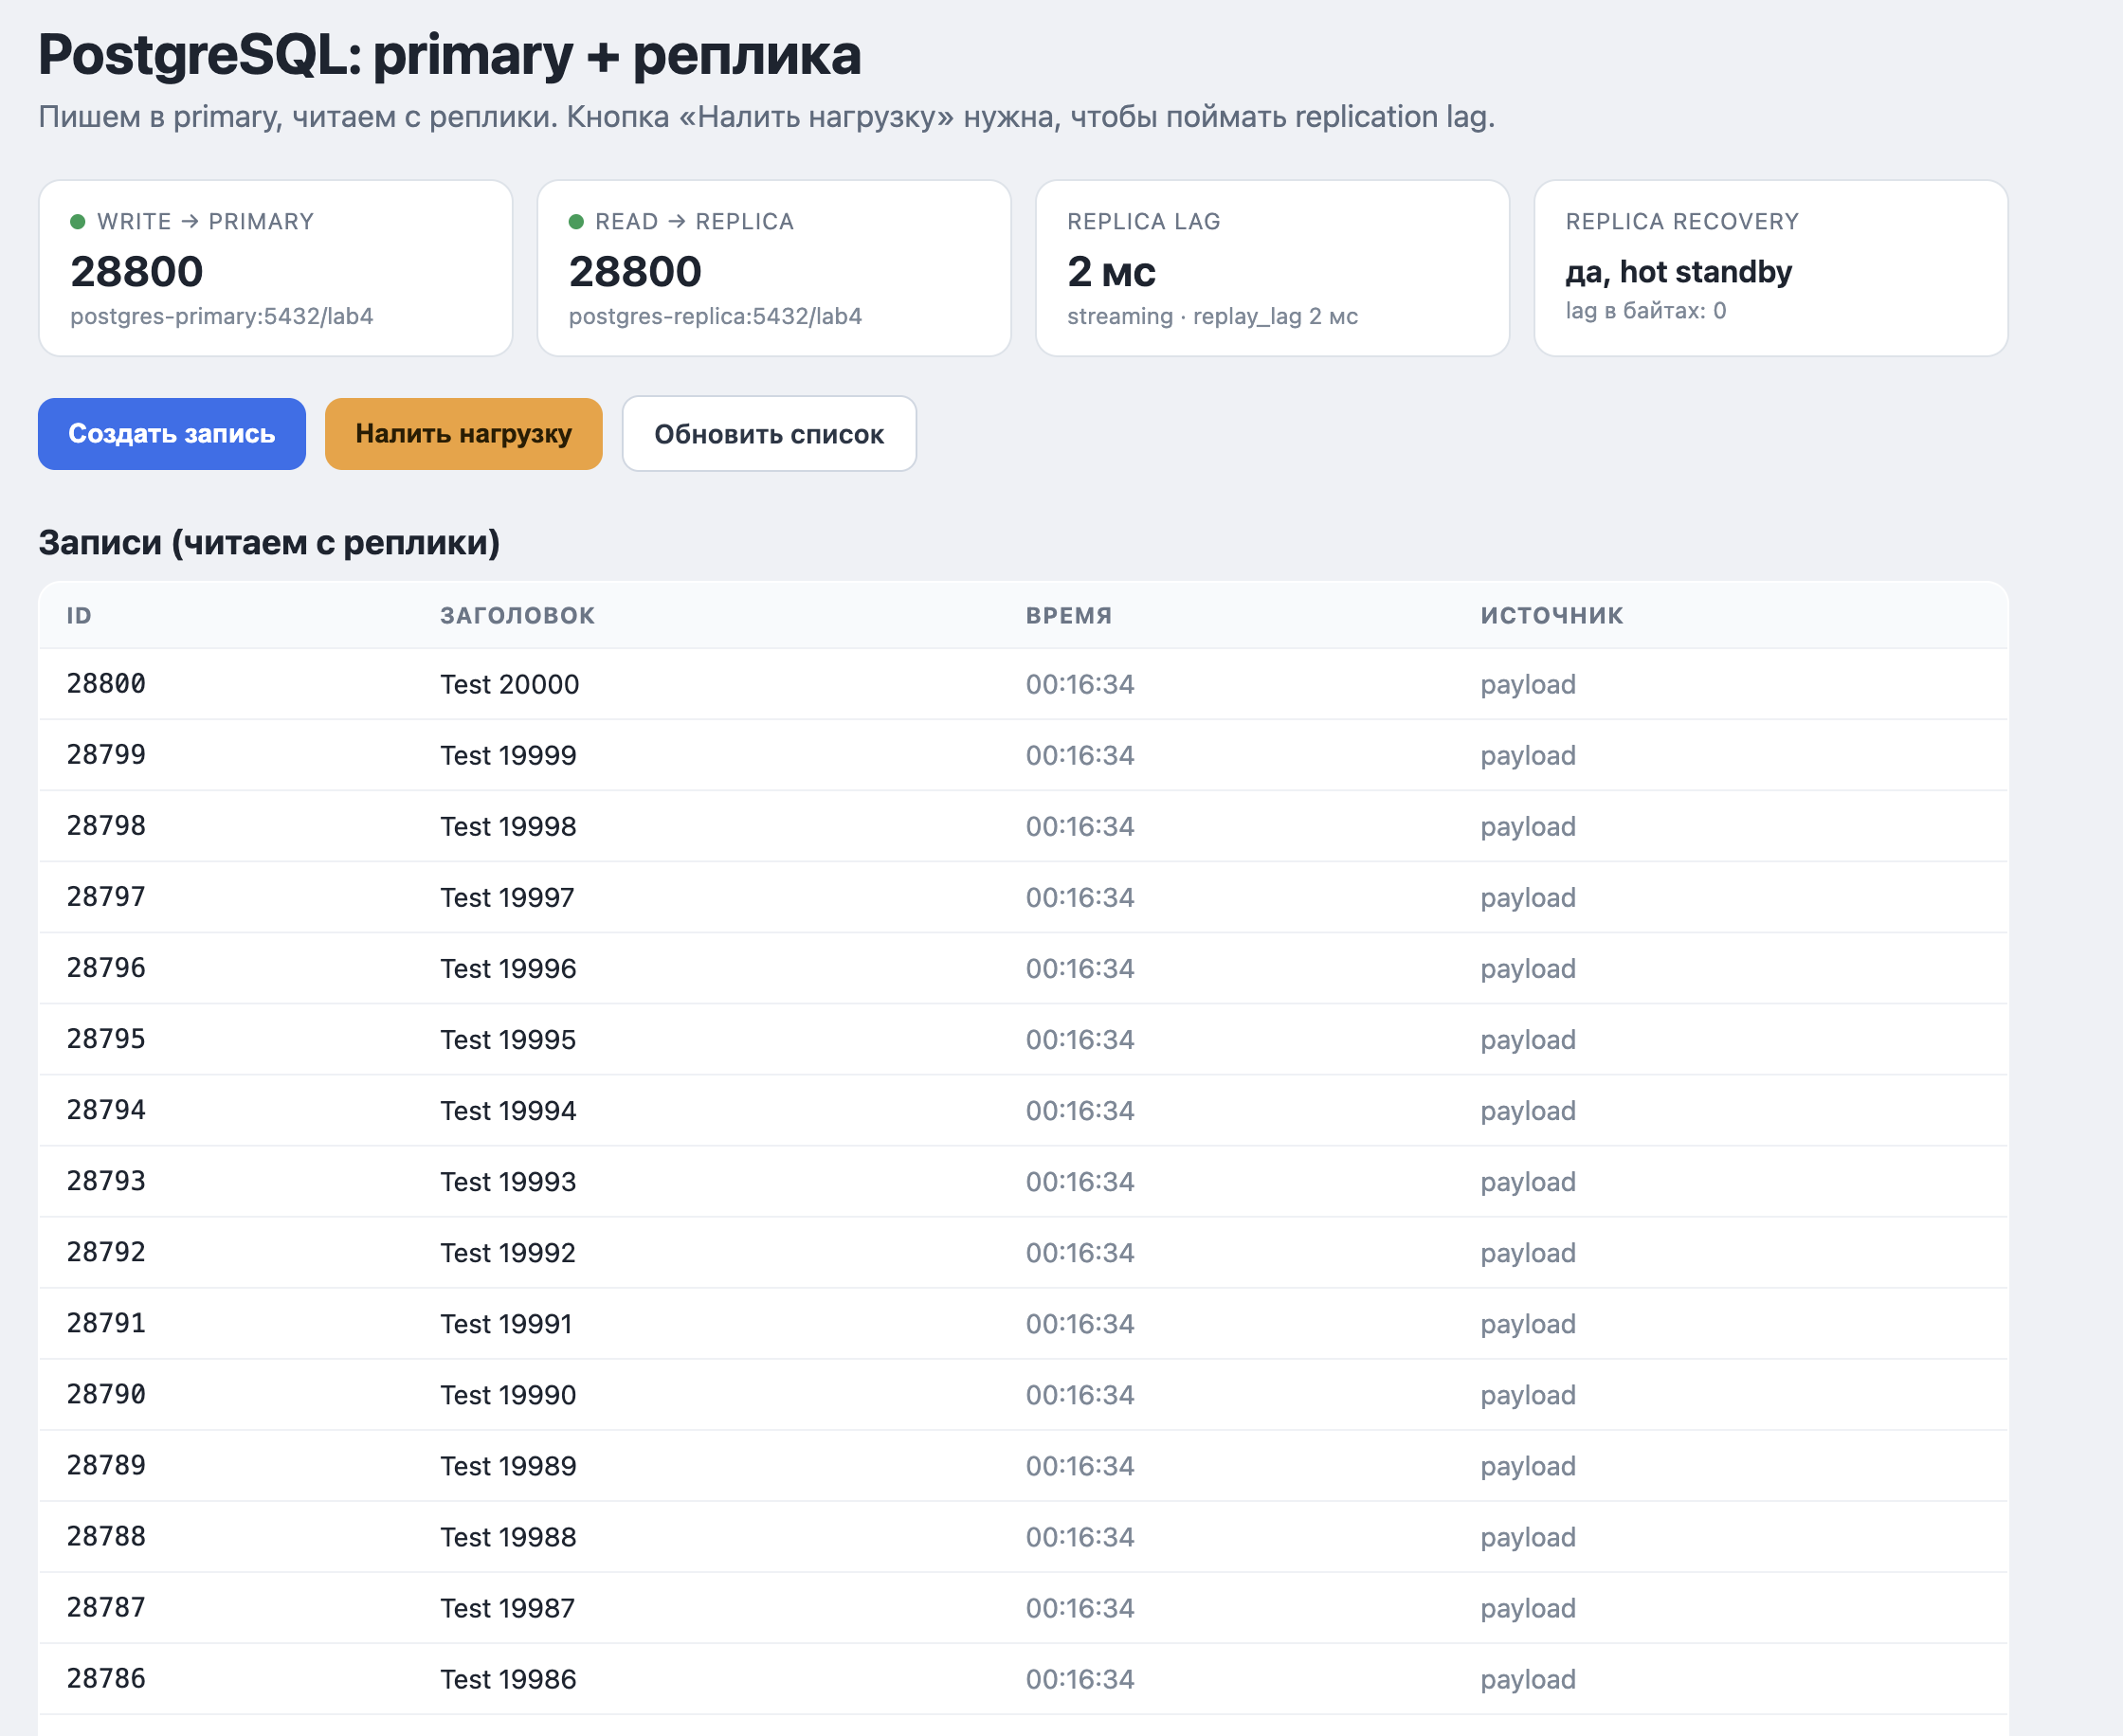 PostgreSQL: primary + реплика
Пишем в primary, читаем с реплики. Кнопка «Налить нагрузку» нужна, чтобы поймать replication lag.
WRITE → PRIMARY
28800
postgres-primary:5432/lab4
READ → REPLICA
28800
postgres-replica:5432/lab4
REPLICA LAG
2 мс
streaming · replay_lag 2 мс
REPLICA RECOVERY
да, hot standby
lag в байтах: 0
Создать запись Налить нагрузку Обновить список
Записи (читаем с реплики)
ID ЗАГОЛОВОК ВРЕМЯ ИСТОЧНИК
28800 Test 20000 00:16:34 payload
28799 Test 19999 00:16:34 payload
28798 Test 19998 00:16:34 payload
28797 Test 19997 00:16:34 payload
28796 Test 19996 00:16:34 payload
28795 Test 19995 00:16:34 payload
28794 Test 19994 00:16:34 payload
28793 Test 19993 00:16:34 payload
28792 Test 19992 00:16:34 payload
28791 Test 19991 00:16:34 payload
28790 Test 19990 00:16:34 payload
28789 Test 19989 00:16:34 payload
28788 Test 19988 00:16:34 payload
28787 Test 19987 00:16:34 payload
28786 Test 19986 00:16:34 payload